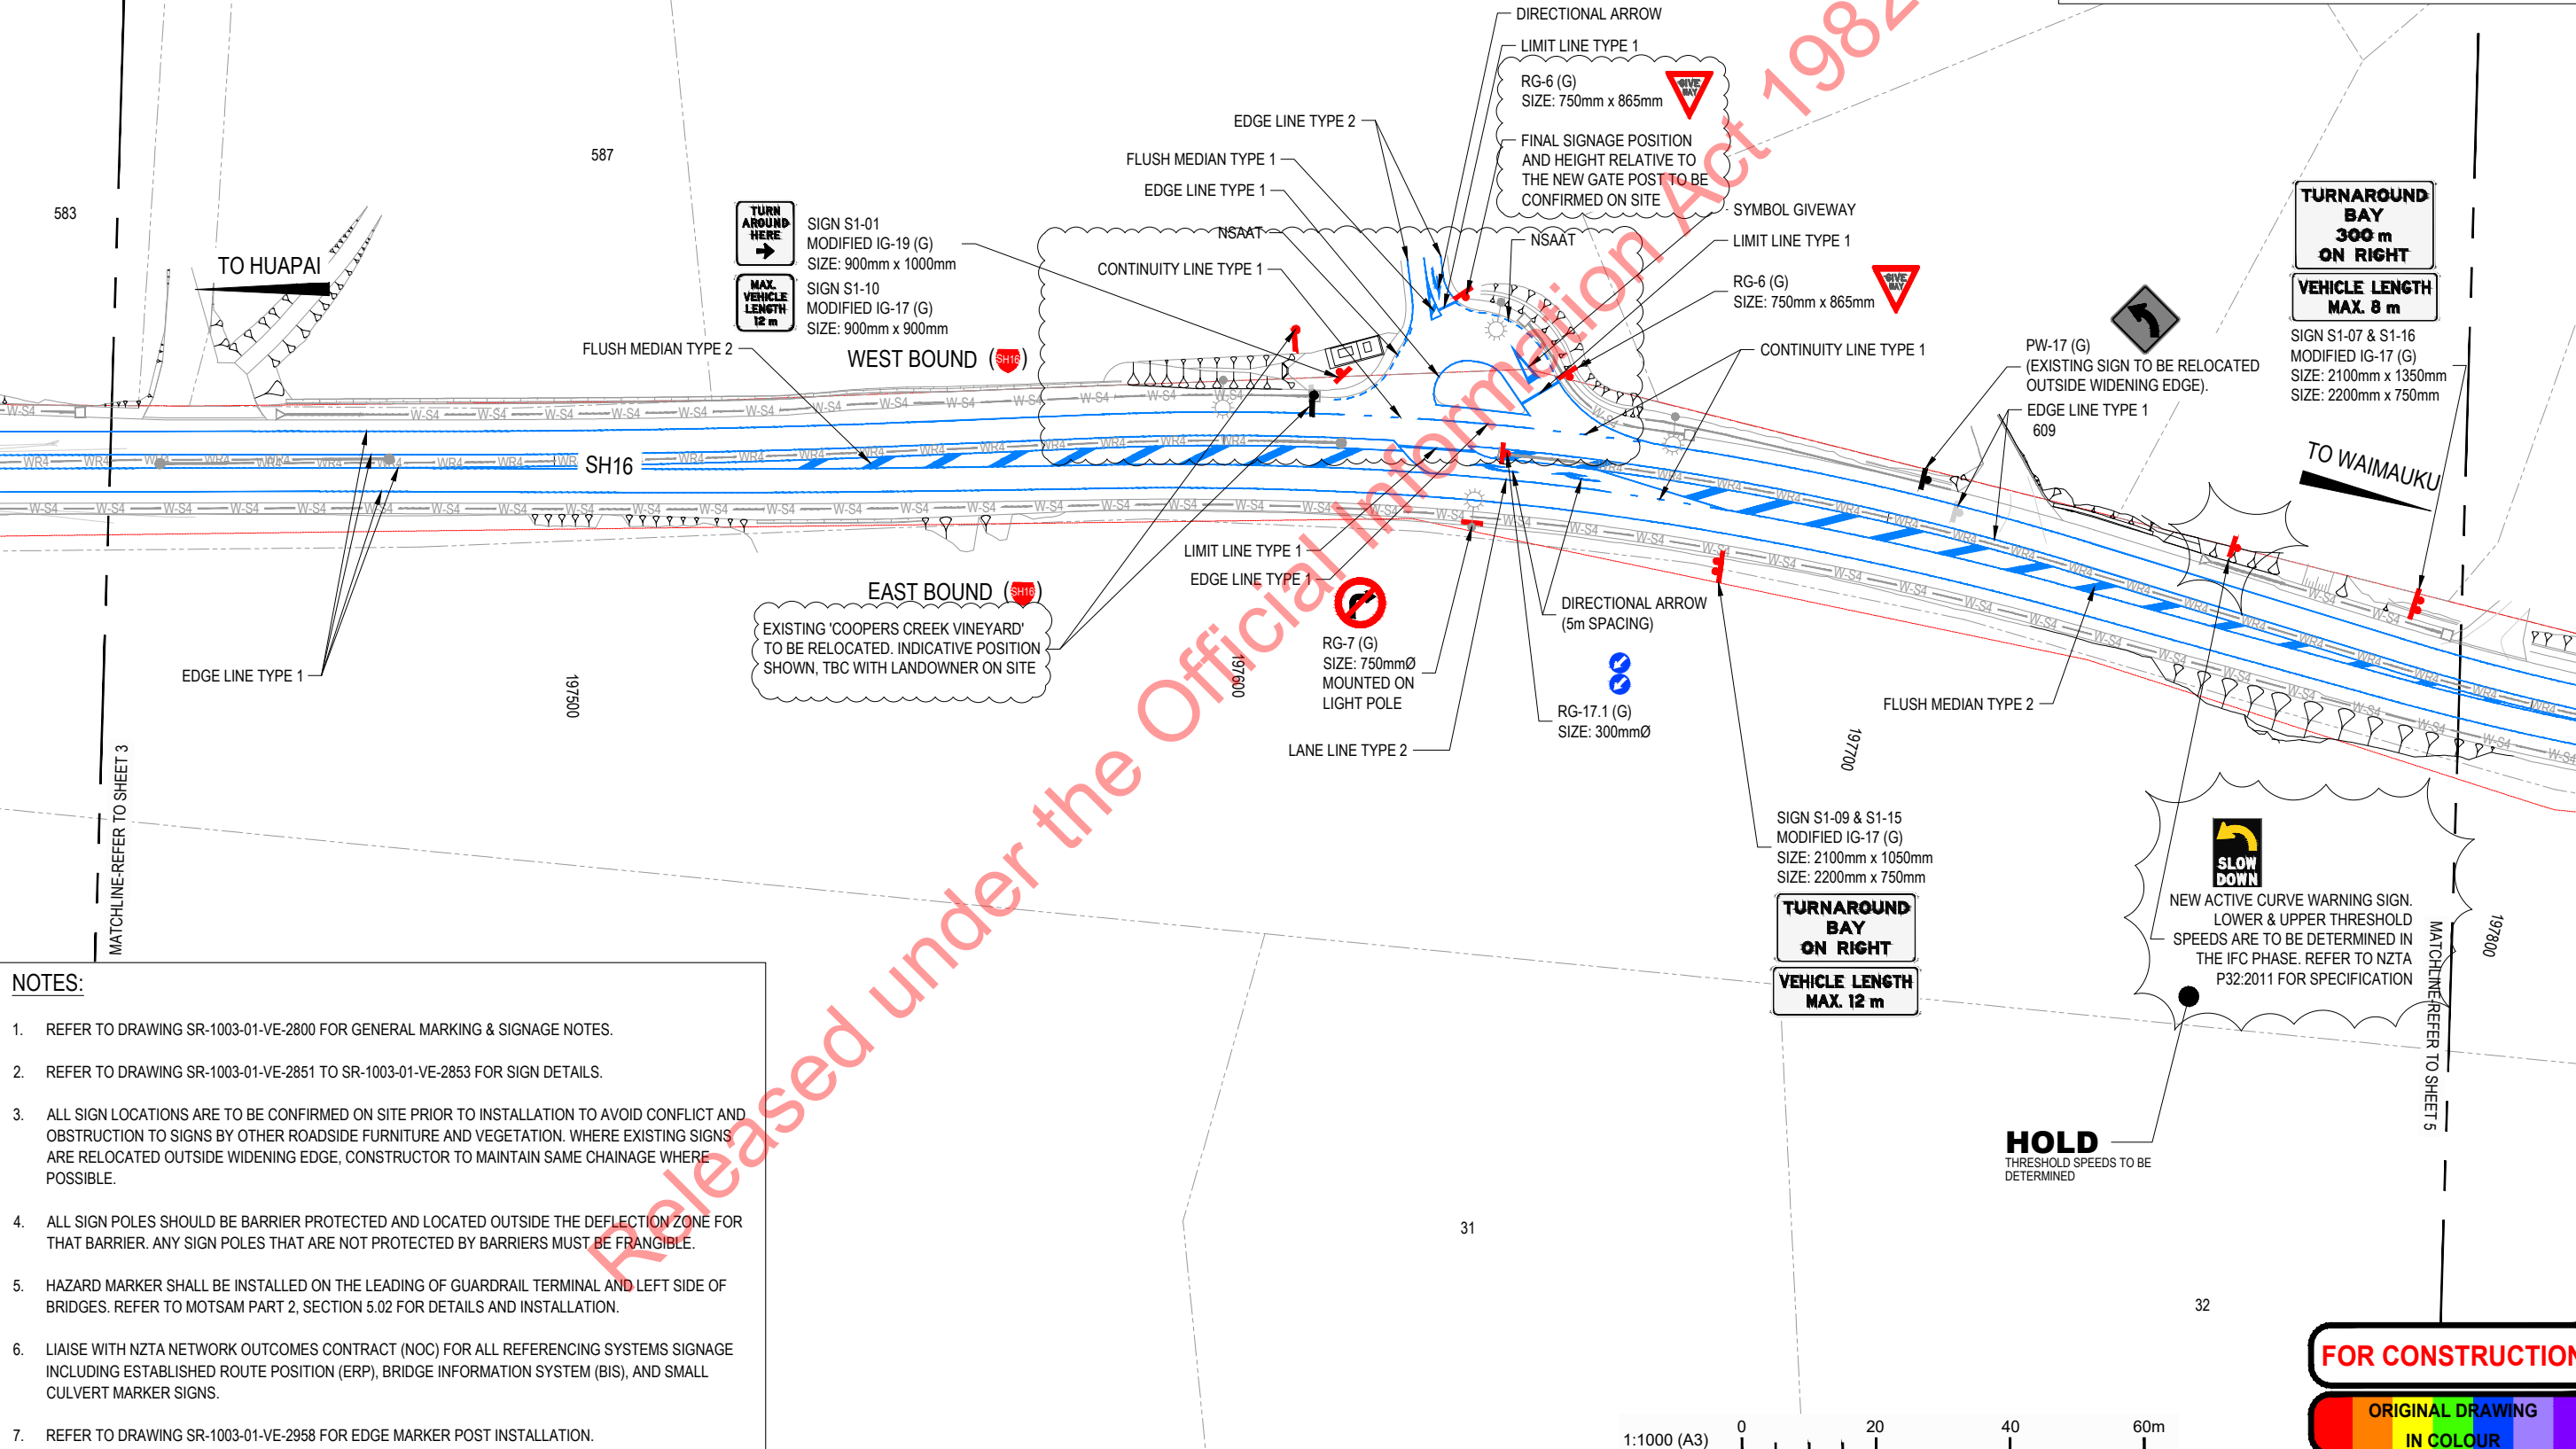 DIRECTIONAL ARROW
LIMIT LINE TYPE 1
RG-6 (G)
SIZE: 750mm x 865mm
GIVE
WAY
FINAL SIGNAGE POSITION
AND HEIGHT RELATIVE TO
THE NEW GATE POST TO BE
CONFIRMED ON SITE
EDGE LINE TYPE 2
FLUSH MEDIAN TYPE 1
EDGE LINE TYPE 1
NSAAT
CONTINUITY LINE TYPE 1
NSAAT
SYMBOL GIVEWAY
LIMIT LINE TYPE 1
RG-6 (G)
SIZE: 750mm x 865mm
GIVE
WAY
CONTINUITY LINE TYPE 1
583
587
TO HUAPAI
TURN
AROUND
HERE
SIGN S1-01
MODIFIED IG-19 (G)
SIZE: 900mm x 1000mm
MAX.
VEHICLE
LENGTH
12 m
SIGN S1-10
MODIFIED IG-17 (G)
SIZE: 900mm x 900mm
FLUSH MEDIAN TYPE 2
WEST BOUND (SH16)
TURNAROUND
BAY
300 m
ON RIGHT
VEHICLE LENGTH
MAX. 8 m
SIGN S1-07 & S1-16
MODIFIED IG-17 (G)
SIZE: 2100mm x 1350mm
SIZE: 2200mm x 750mm
PW-17 (G)
(EXISTING SIGN TO BE RELOCATED
OUTSIDE WIDENING EDGE).
EDGE LINE TYPE 1
609
TO WAIMAUKU
SH16
W-S4
WR4
EAST BOUND (SH16)
EXISTING 'COOPERS CREEK VINEYARD'
TO BE RELOCATED. INDICATIVE POSITION
SHOWN, TBC WITH LANDOWNER ON SITE
EDGE LINE TYPE 1
197500
197600
197700
197800
LIMIT LINE TYPE 1
EDGE LINE TYPE 1
RG-7 (G)
SIZE: 750mmØ
MOUNTED ON
LIGHT POLE
LANE LINE TYPE 2
DIRECTIONAL ARROW
(5m SPACING)
RG-17.1 (G)
SIZE: 300mmØ
FLUSH MEDIAN TYPE 2
SIGN S1-09 & S1-15
MODIFIED IG-17 (G)
SIZE: 2100mm x 1050mm
SIZE: 2200mm x 750mm
TURNAROUND
BAY
ON RIGHT
VEHICLE LENGTH
MAX. 12 m
SLOW
DOWN
NEW ACTIVE CURVE WARNING SIGN.
LOWER & UPPER THRESHOLD
SPEEDS ARE TO BE DETERMINED IN
THE IFC PHASE. REFER TO NZTA
P32:2011 FOR SPECIFICATION
HOLD
THRESHOLD SPEEDS TO BE
DETERMINED
MATCHLINE-REFER TO SHEET 3
MATCHLINE-REFER TO SHEET 5
31
32
NOTES:
1. REFER TO DRAWING SR-1003-01-VE-2800 FOR GENERAL MARKING & SIGNAGE NOTES.
2. REFER TO DRAWING SR-1003-01-VE-2851 TO SR-1003-01-VE-2853 FOR SIGN DETAILS.
3. ALL SIGN LOCATIONS ARE TO BE CONFIRMED ON SITE PRIOR TO INSTALLATION TO AVOID CONFLICT AND
OBSTRUCTION TO SIGNS BY OTHER ROADSIDE FURNITURE AND VEGETATION. WHERE EXISTING SIGNS
ARE RELOCATED OUTSIDE WIDENING EDGE, CONSTRUCTOR TO MAINTAIN SAME CHAINAGE WHERE
POSSIBLE.
4. ALL SIGN POLES SHOULD BE BARRIER PROTECTED AND LOCATED OUTSIDE THE DEFLECTION ZONE FOR
THAT BARRIER. ANY SIGN POLES THAT ARE NOT PROTECTED BY BARRIERS MUST BE FRANGIBLE.
5. HAZARD MARKER SHALL BE INSTALLED ON THE LEADING OF GUARDRAIL TERMINAL AND LEFT SIDE OF
BRIDGES. REFER TO MOTSAM PART 2, SECTION 5.02 FOR DETAILS AND INSTALLATION.
6. LIAISE WITH NZTA NETWORK OUTCOMES CONTRACT (NOC) FOR ALL REFERENCING SYSTEMS SIGNAGE
INCLUDING ESTABLISHED ROUTE POSITION (ERP), BRIDGE INFORMATION SYSTEM (BIS), AND SMALL
CULVERT MARKER SIGNS.
7. REFER TO DRAWING SR-1003-01-VE-2958 FOR EDGE MARKER POST INSTALLATION.
Released under the Official Information Act 1982
1:1000 (A3)
0 20 40 60m
FOR CONSTRUCTION
ORIGINAL DRAWING
IN COLOUR